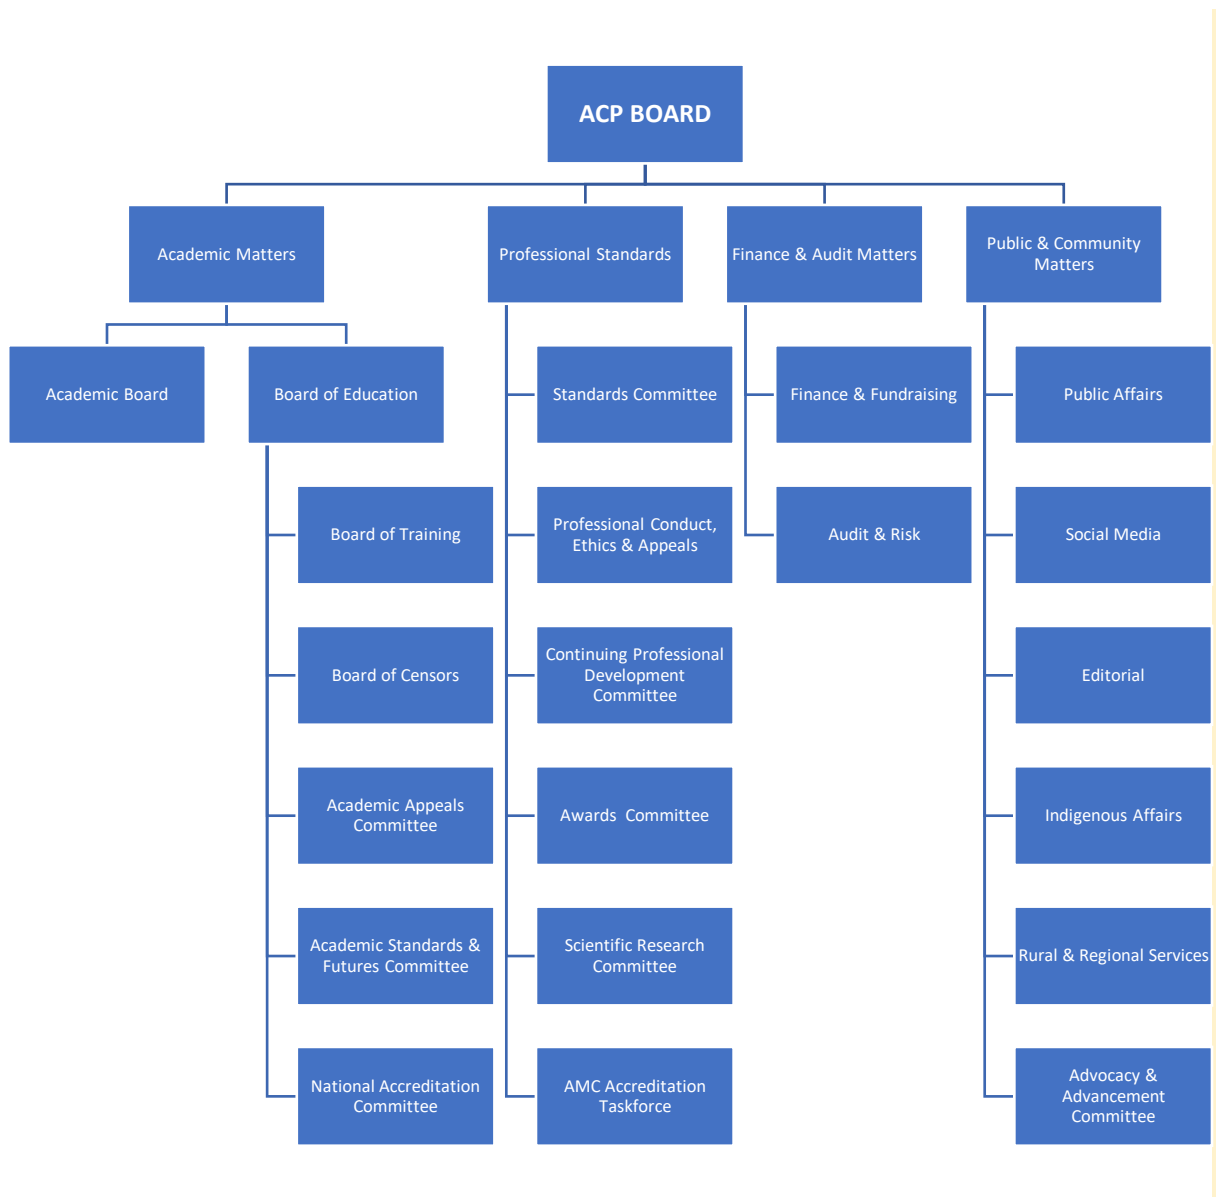 ACP BOARD
Academic Matters
Professional Standards
Finance & Audit Matters
Public & Community
Matters
Academic Board
Board of Education
Standards Committee
Finance & Fundraising
Public Affairs
Board of Training
Professional Conduct,
Ethics & Appeals
Audit & Risk
Social Media
Board of Censors
Continuing Professional
Development
Committee
Editorial
Academic Appeals
Committee
Awards Committee
Indigenous Affairs
Academic Standards &
Futures Committee
Scientific Research
Committee
Rural & Regional Services
National Accreditation
Committee
AMC Accreditation
Taskforce
Advocacy &
Advancement
Committee